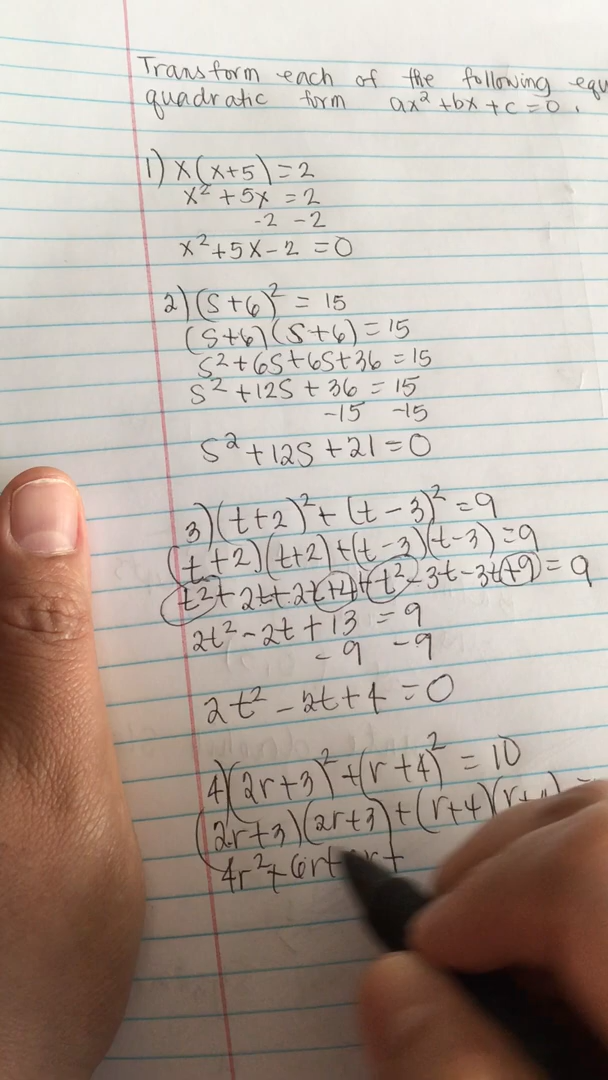 Transform each of the following equ
quadratic form ax² + bx + c = 0.
1) x(x+5) = 2
x² + 5x = 2
-2 -2
x² + 5x - 2 = 0
2) (s+6)² = 15
(s+6)(s+6) = 15
s² + 6s + 6s + 36 = 15
s² + 12s + 36 = 15
-15 -15
s² + 12s + 21 = 0
3) (t+2)² + (t-3)² = 9
(t+2)(t+2) + (t-3)(t-3) = 9
t² + 2t + 2t + 4 + t² - 3t - 3t + 9 = 9
2t² - 2t + 13 = 9
-9 -9
2t² - 2t + 4 = 0
4) (2r+3)² + (r+4)² = 10
(2r+3)(2r+3) + (r+4)(r+4) =
4r² + 6r +